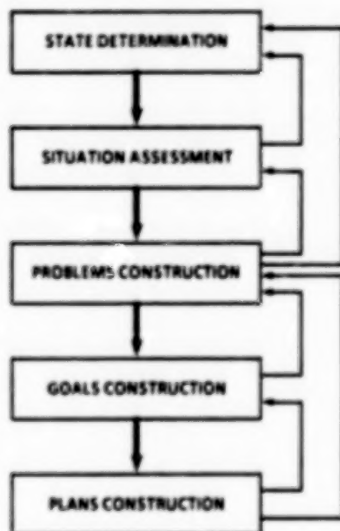 STATE DETERMINATION
SITUATION ASSESSMENT
PROBLEMS CONSTRUCTION
GOALS CONSTRUCTION
PLANS CONSTRUCTION